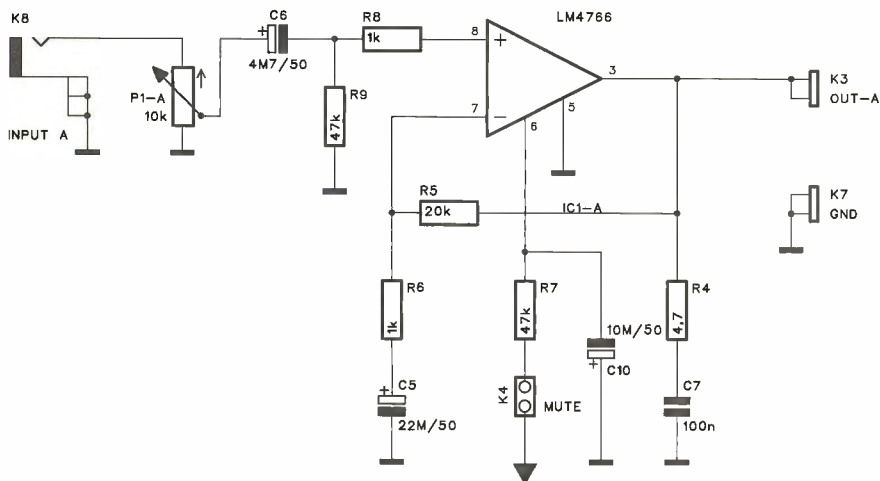 K8
INPUT A
P1-A
10k
C6
+
4M7/50
R8
1k
R9
47k
LM4766
8
+
7
−
3
5
6
K3
OUT-A
K7
GND
R5
20k
IC1-A
R6
1k
+
C5
22M/50
R7
47k
K4
MUTE
10M/50
+
C10
R4
4,7
C7
100n